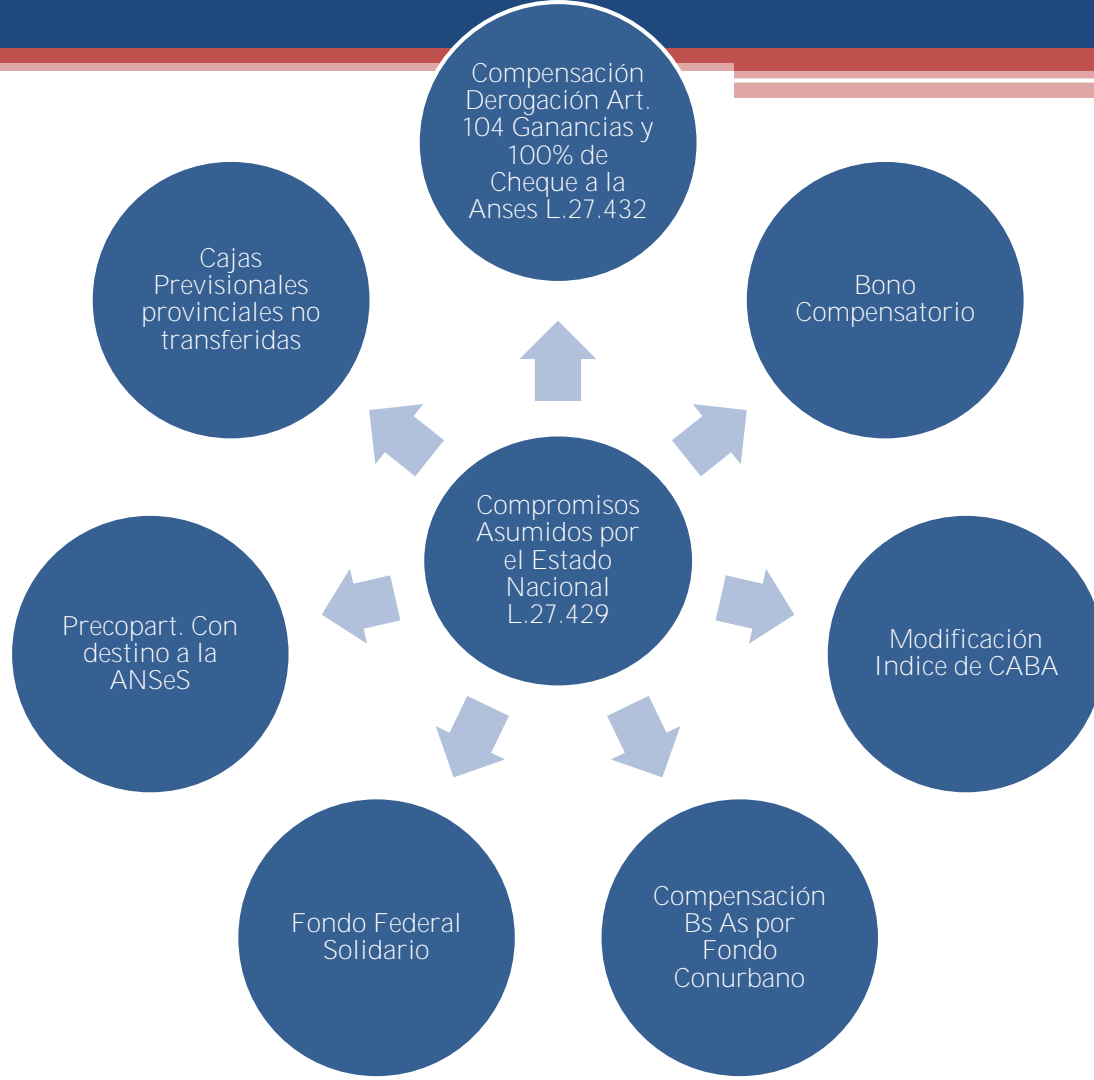 Compensación
Derogación Art.
104 Ganancias y
100% de
Cheque a la
Anses L.27.432
Bono
Compensatorio
Modificación
Indice de CABA
Compensación
Bs As por
Fondo
Conurbano
Fondo Federal
Solidario
Precopart. Con
destino a la
ANSeS
Cajas
Previsionales
provinciales no
transferidas
Compromisos
Asumidos por
el Estado
Nacional
L.27.429